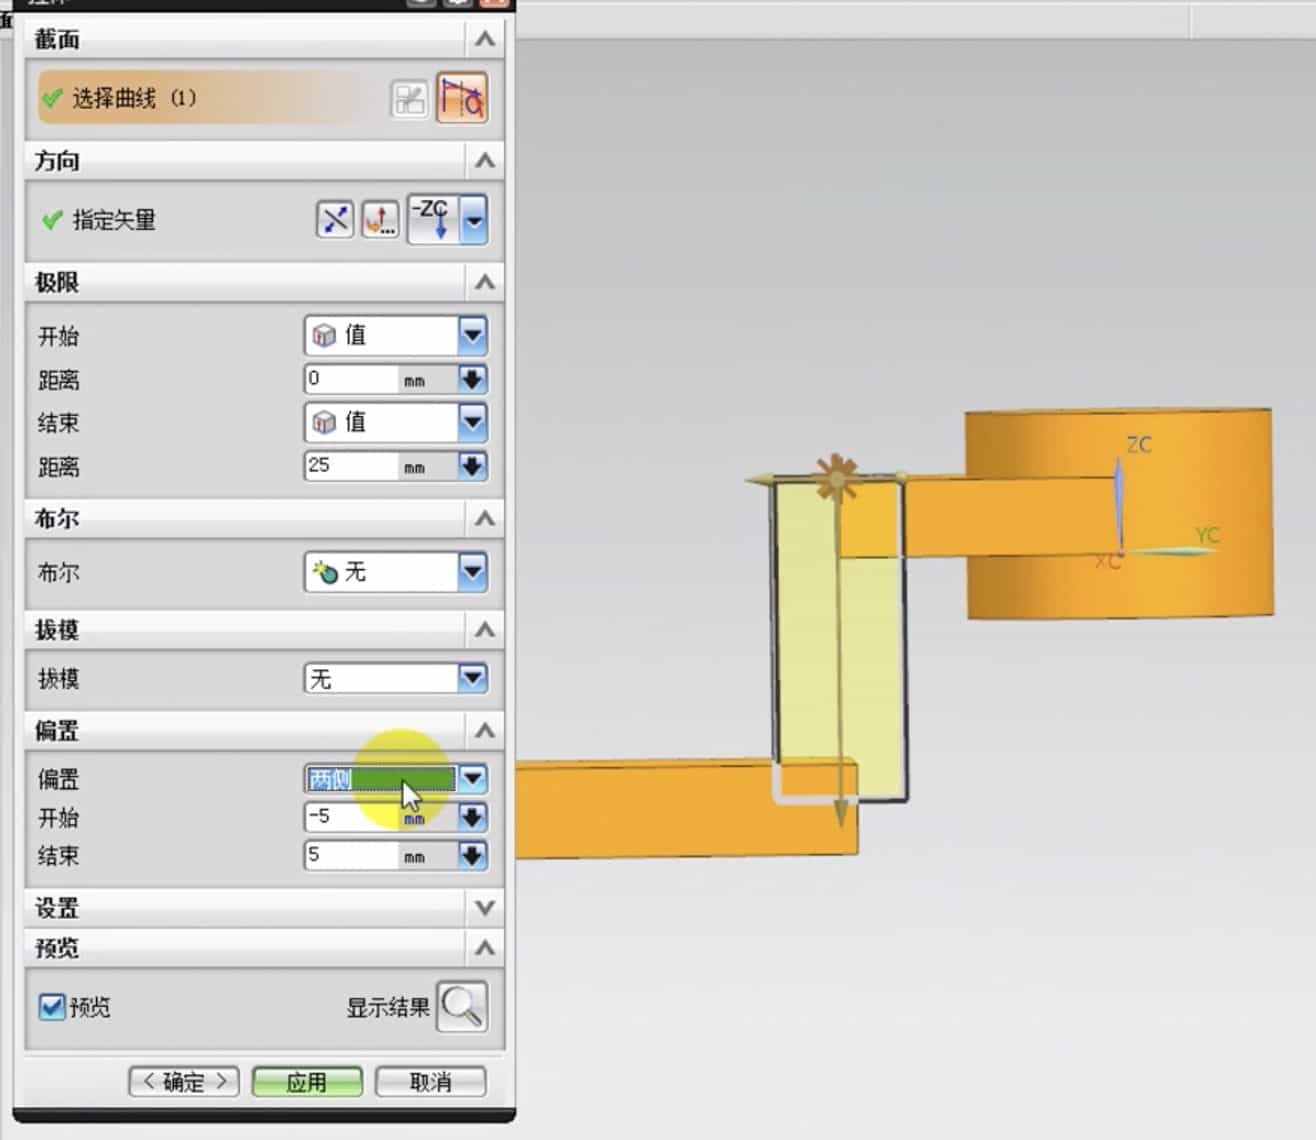 截面
选择曲线 (1)
方向
指定矢量
-ZC
极限
开始 值
距离 0 mm
结束 值
距离 25 mm
布尔
布尔 无
拔模
拔模 无
偏置
偏置 两侧
开始 -5 mm
结束 5 mm
设置
预览
预览 显示结果
< 确定 > 应用 取消
ZC
YC
XC